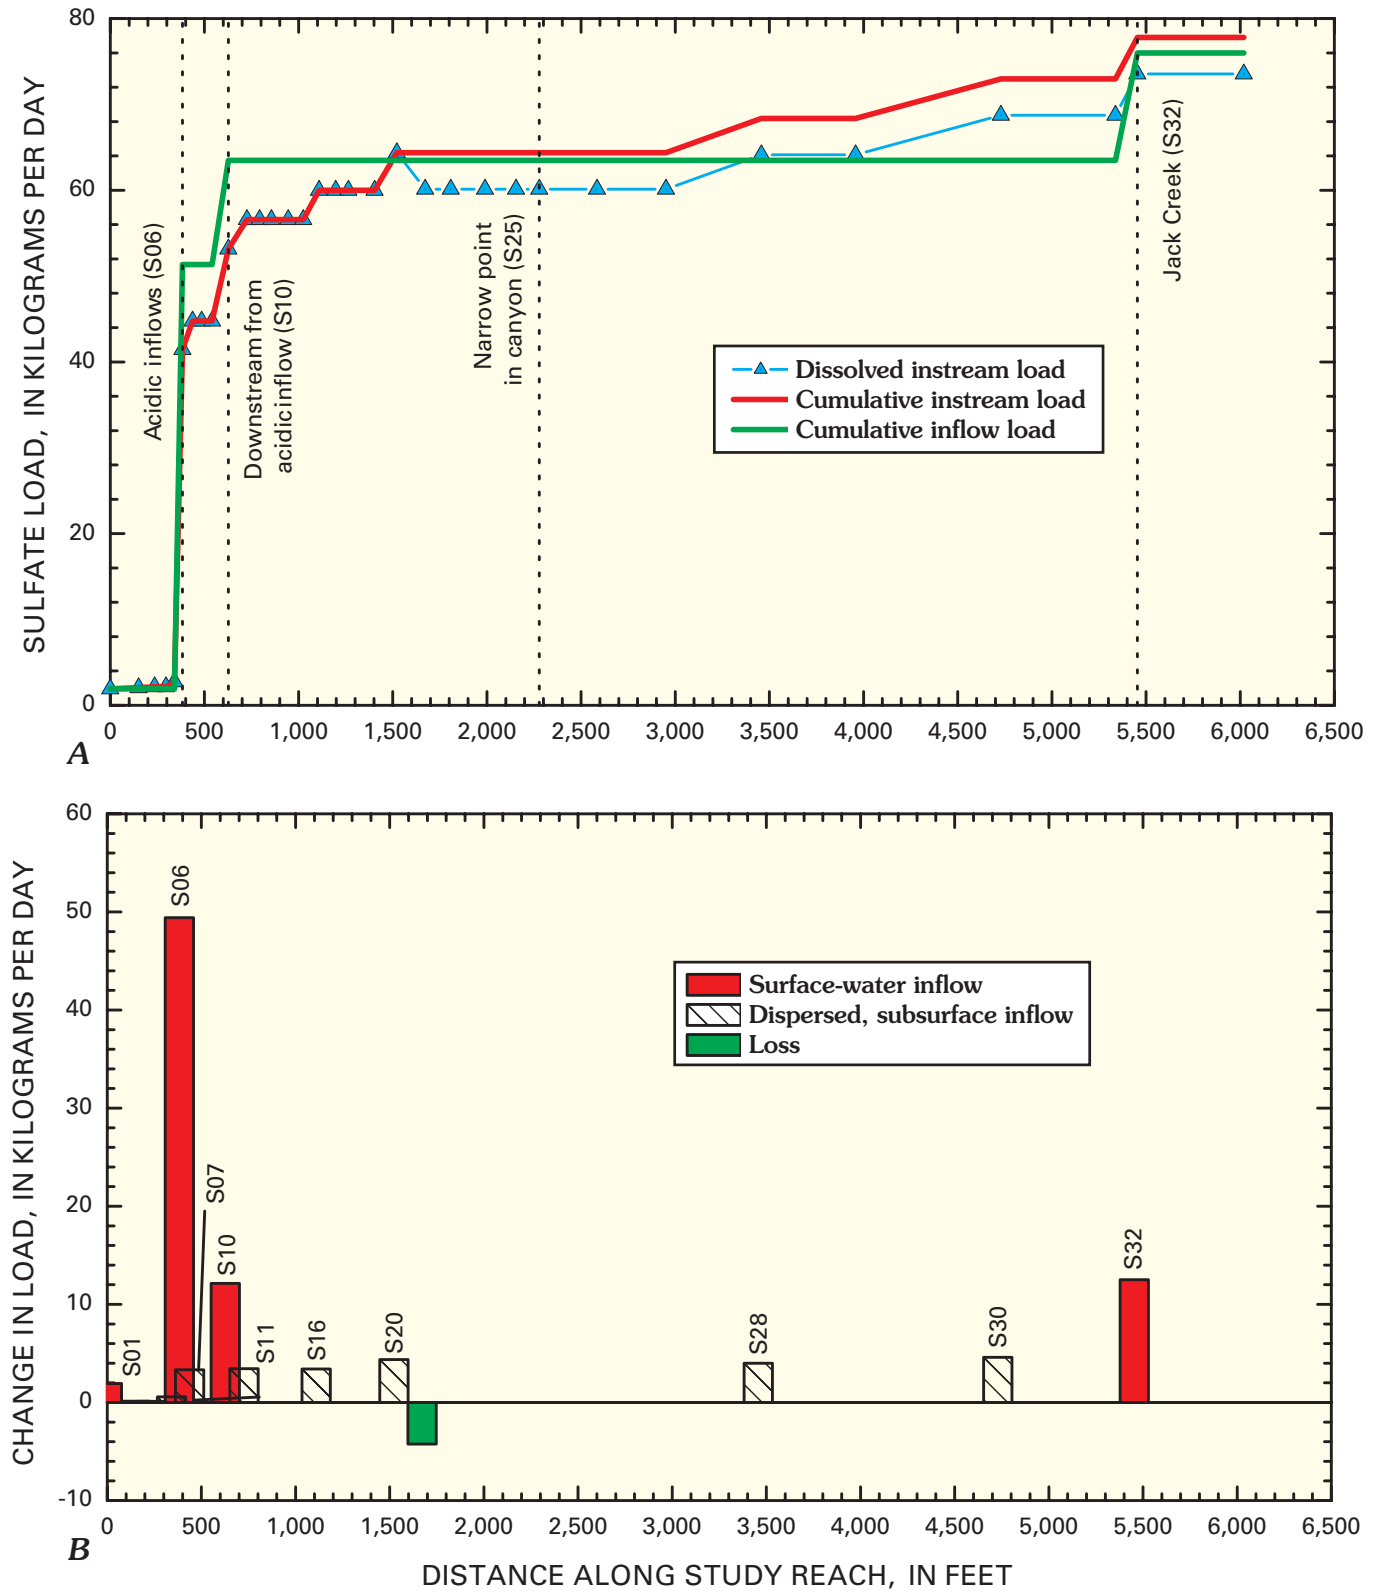 SULFATE LOAD, IN KILOGRAMS PER DAY
80
60
40
20
0
Acidic inflows (S06)
Downstream from
acidic inflow (S10)
Narrow point
in canyon (S25)
Jack Creek (S32)
Dissolved instream load
Cumulative instream load
Cumulative inflow load
0 500 1,000 1,500 2,000 2,500 3,000 3,500 4,000 4,500 5,000 5,500 6,000 6,500
A
CHANGE IN LOAD, IN KILOGRAMS PER DAY
60
50
40
30
20
10
0
-10
S01
S06
S07
S10
S11
S16
S20
S28
S30
S32
Surface-water inflow
Dispersed, subsurface inflow
Loss
0 500 1,000 1,500 2,000 2,500 3,000 3,500 4,000 4,500 5,000 5,500 6,000 6,500
B
DISTANCE ALONG STUDY REACH, IN FEET